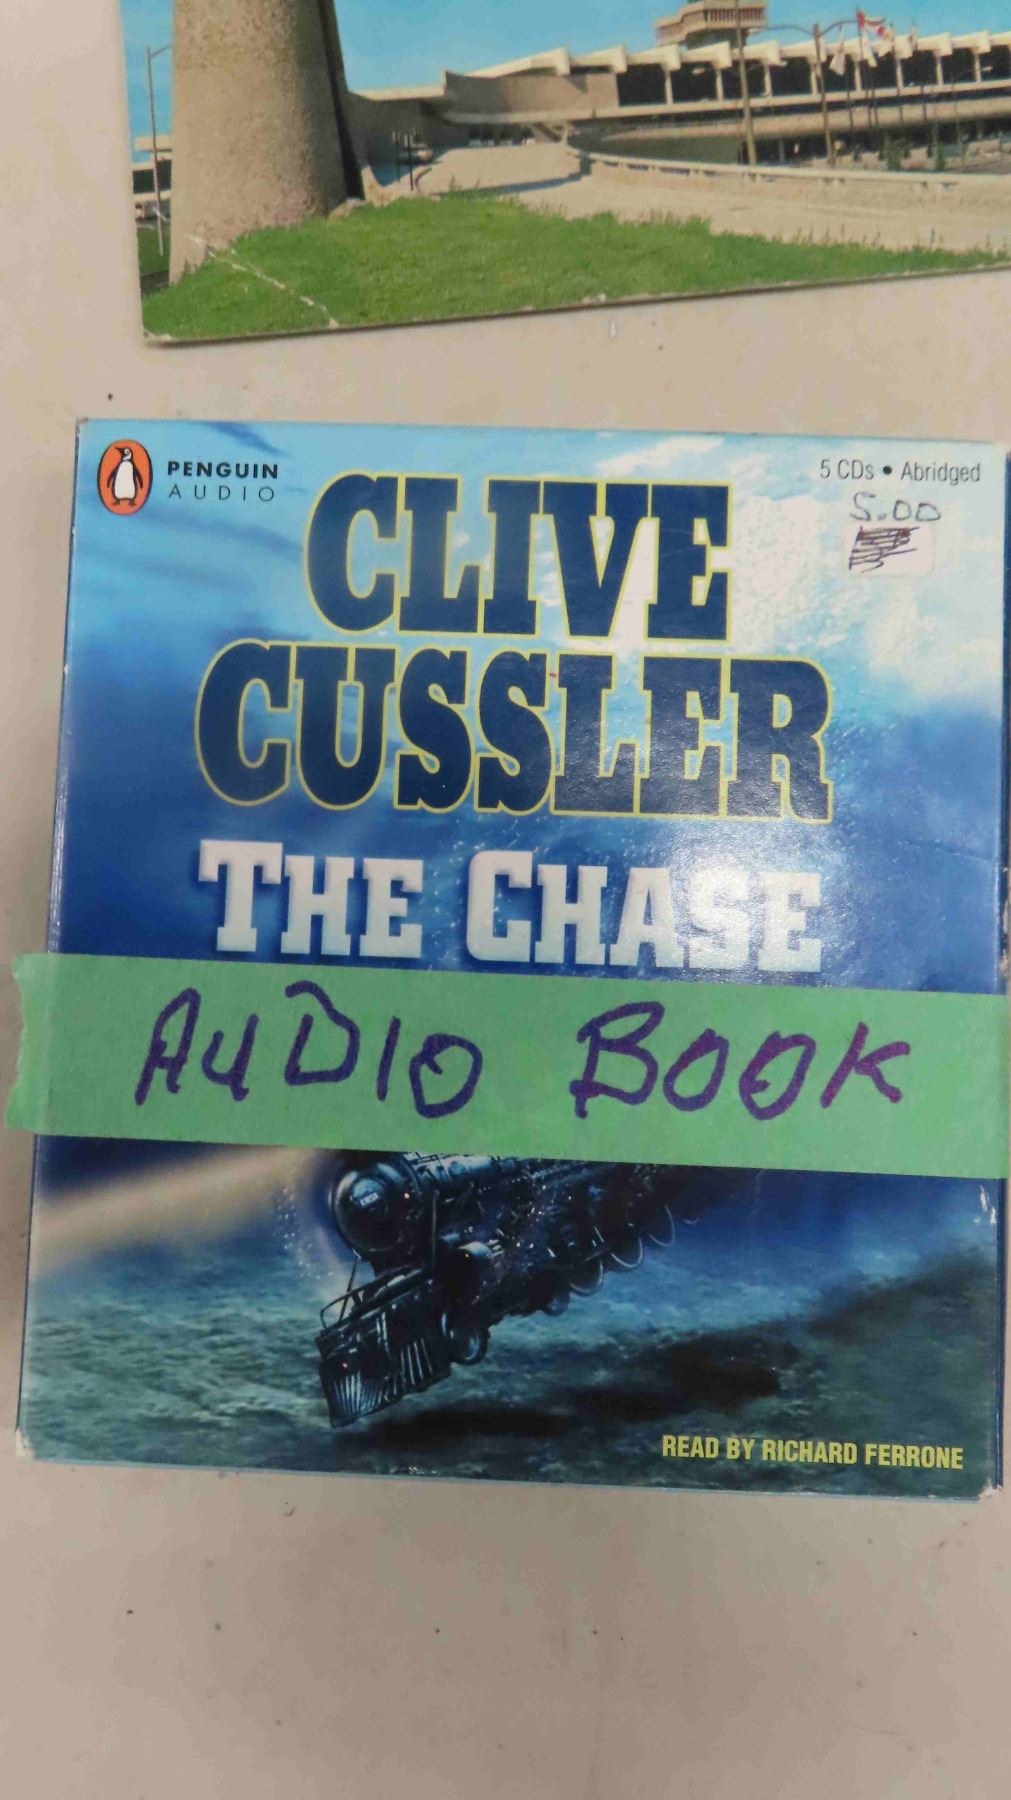 PENGUIN
AUDIO
5 CDs • Abridged
5.00
CLIVE
CUSSLER
THE CHASE
AUDIO BOOK
READ BY RICHARD FERRONE